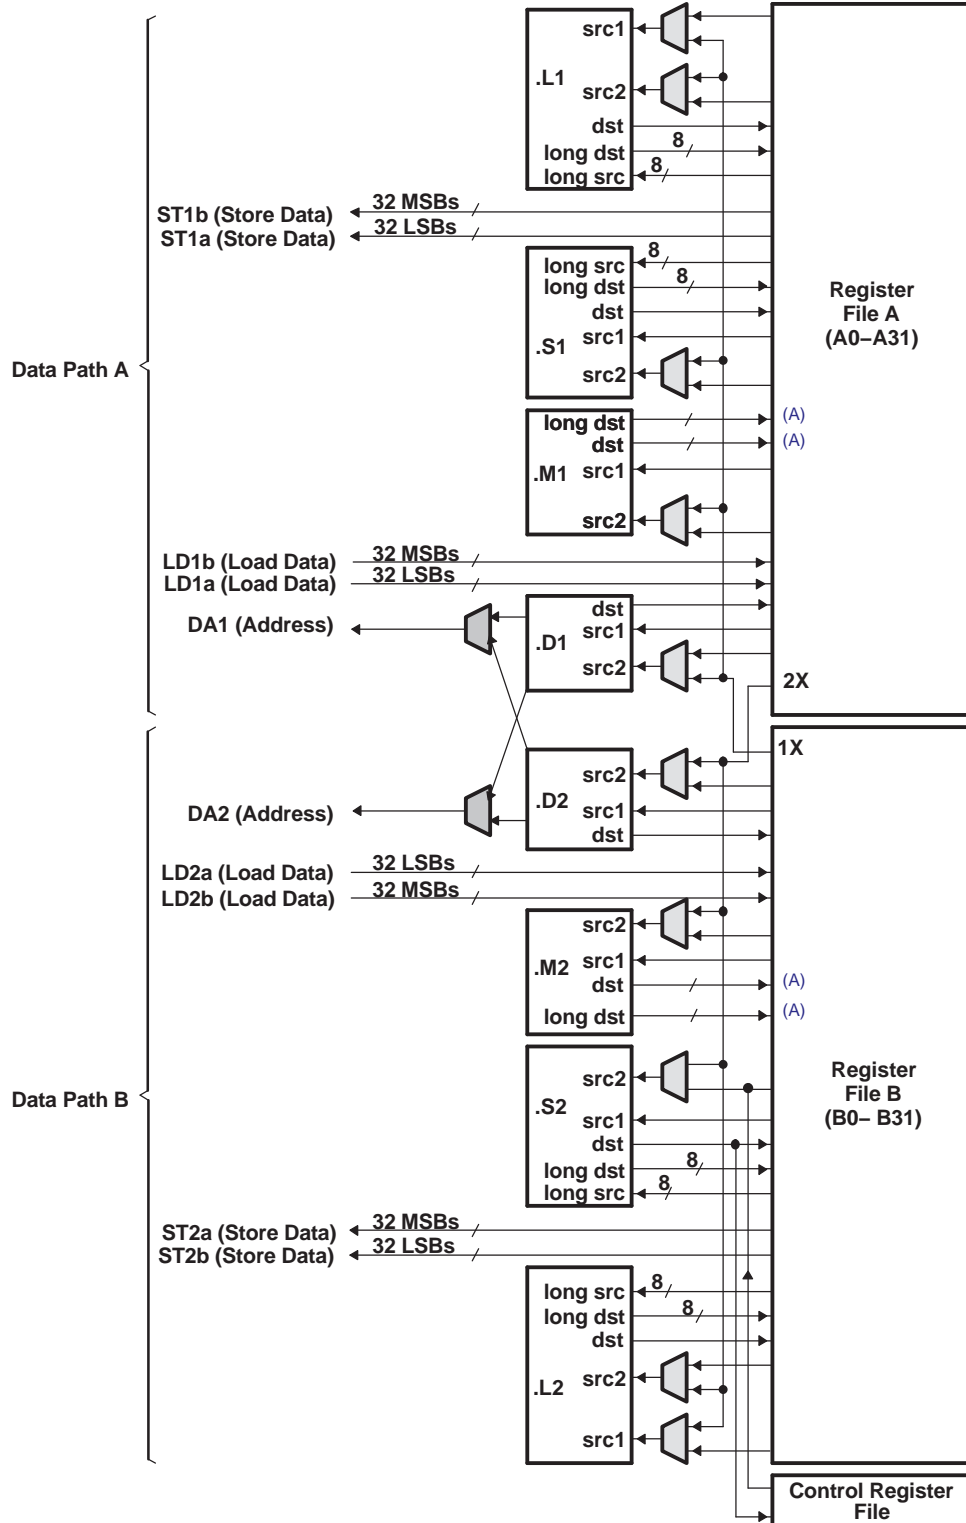 src1
.L1
src2
dst
long dst
8
long src
8
ST1b (Store Data)
32 MSBs
ST1a (Store Data)
32 LSBs
long src
8
long dst
8
dst
.S1
src1
src2
Register
File A
(A0–A31)
Data Path A
long dst
(A)
dst
(A)
.M1
src1
src2
LD1b (Load Data)
32 MSBs
LD1a (Load Data)
32 LSBs
DA1 (Address)
dst
src1
.D1
src2
2X
1X
src2
.D2
src1
dst
DA2 (Address)
LD2a (Load Data)
32 LSBs
LD2b (Load Data)
32 MSBs
src2
.M2
src1
dst
(A)
long dst
(A)
src2
.S2
src1
dst
long dst
8
long src
8
Register
File B
(B0– B31)
Data Path B
ST2a (Store Data)
32 MSBs
ST2b (Store Data)
32 LSBs
long src
8
long dst
8
dst
src2
.L2
src1
Control Register
File